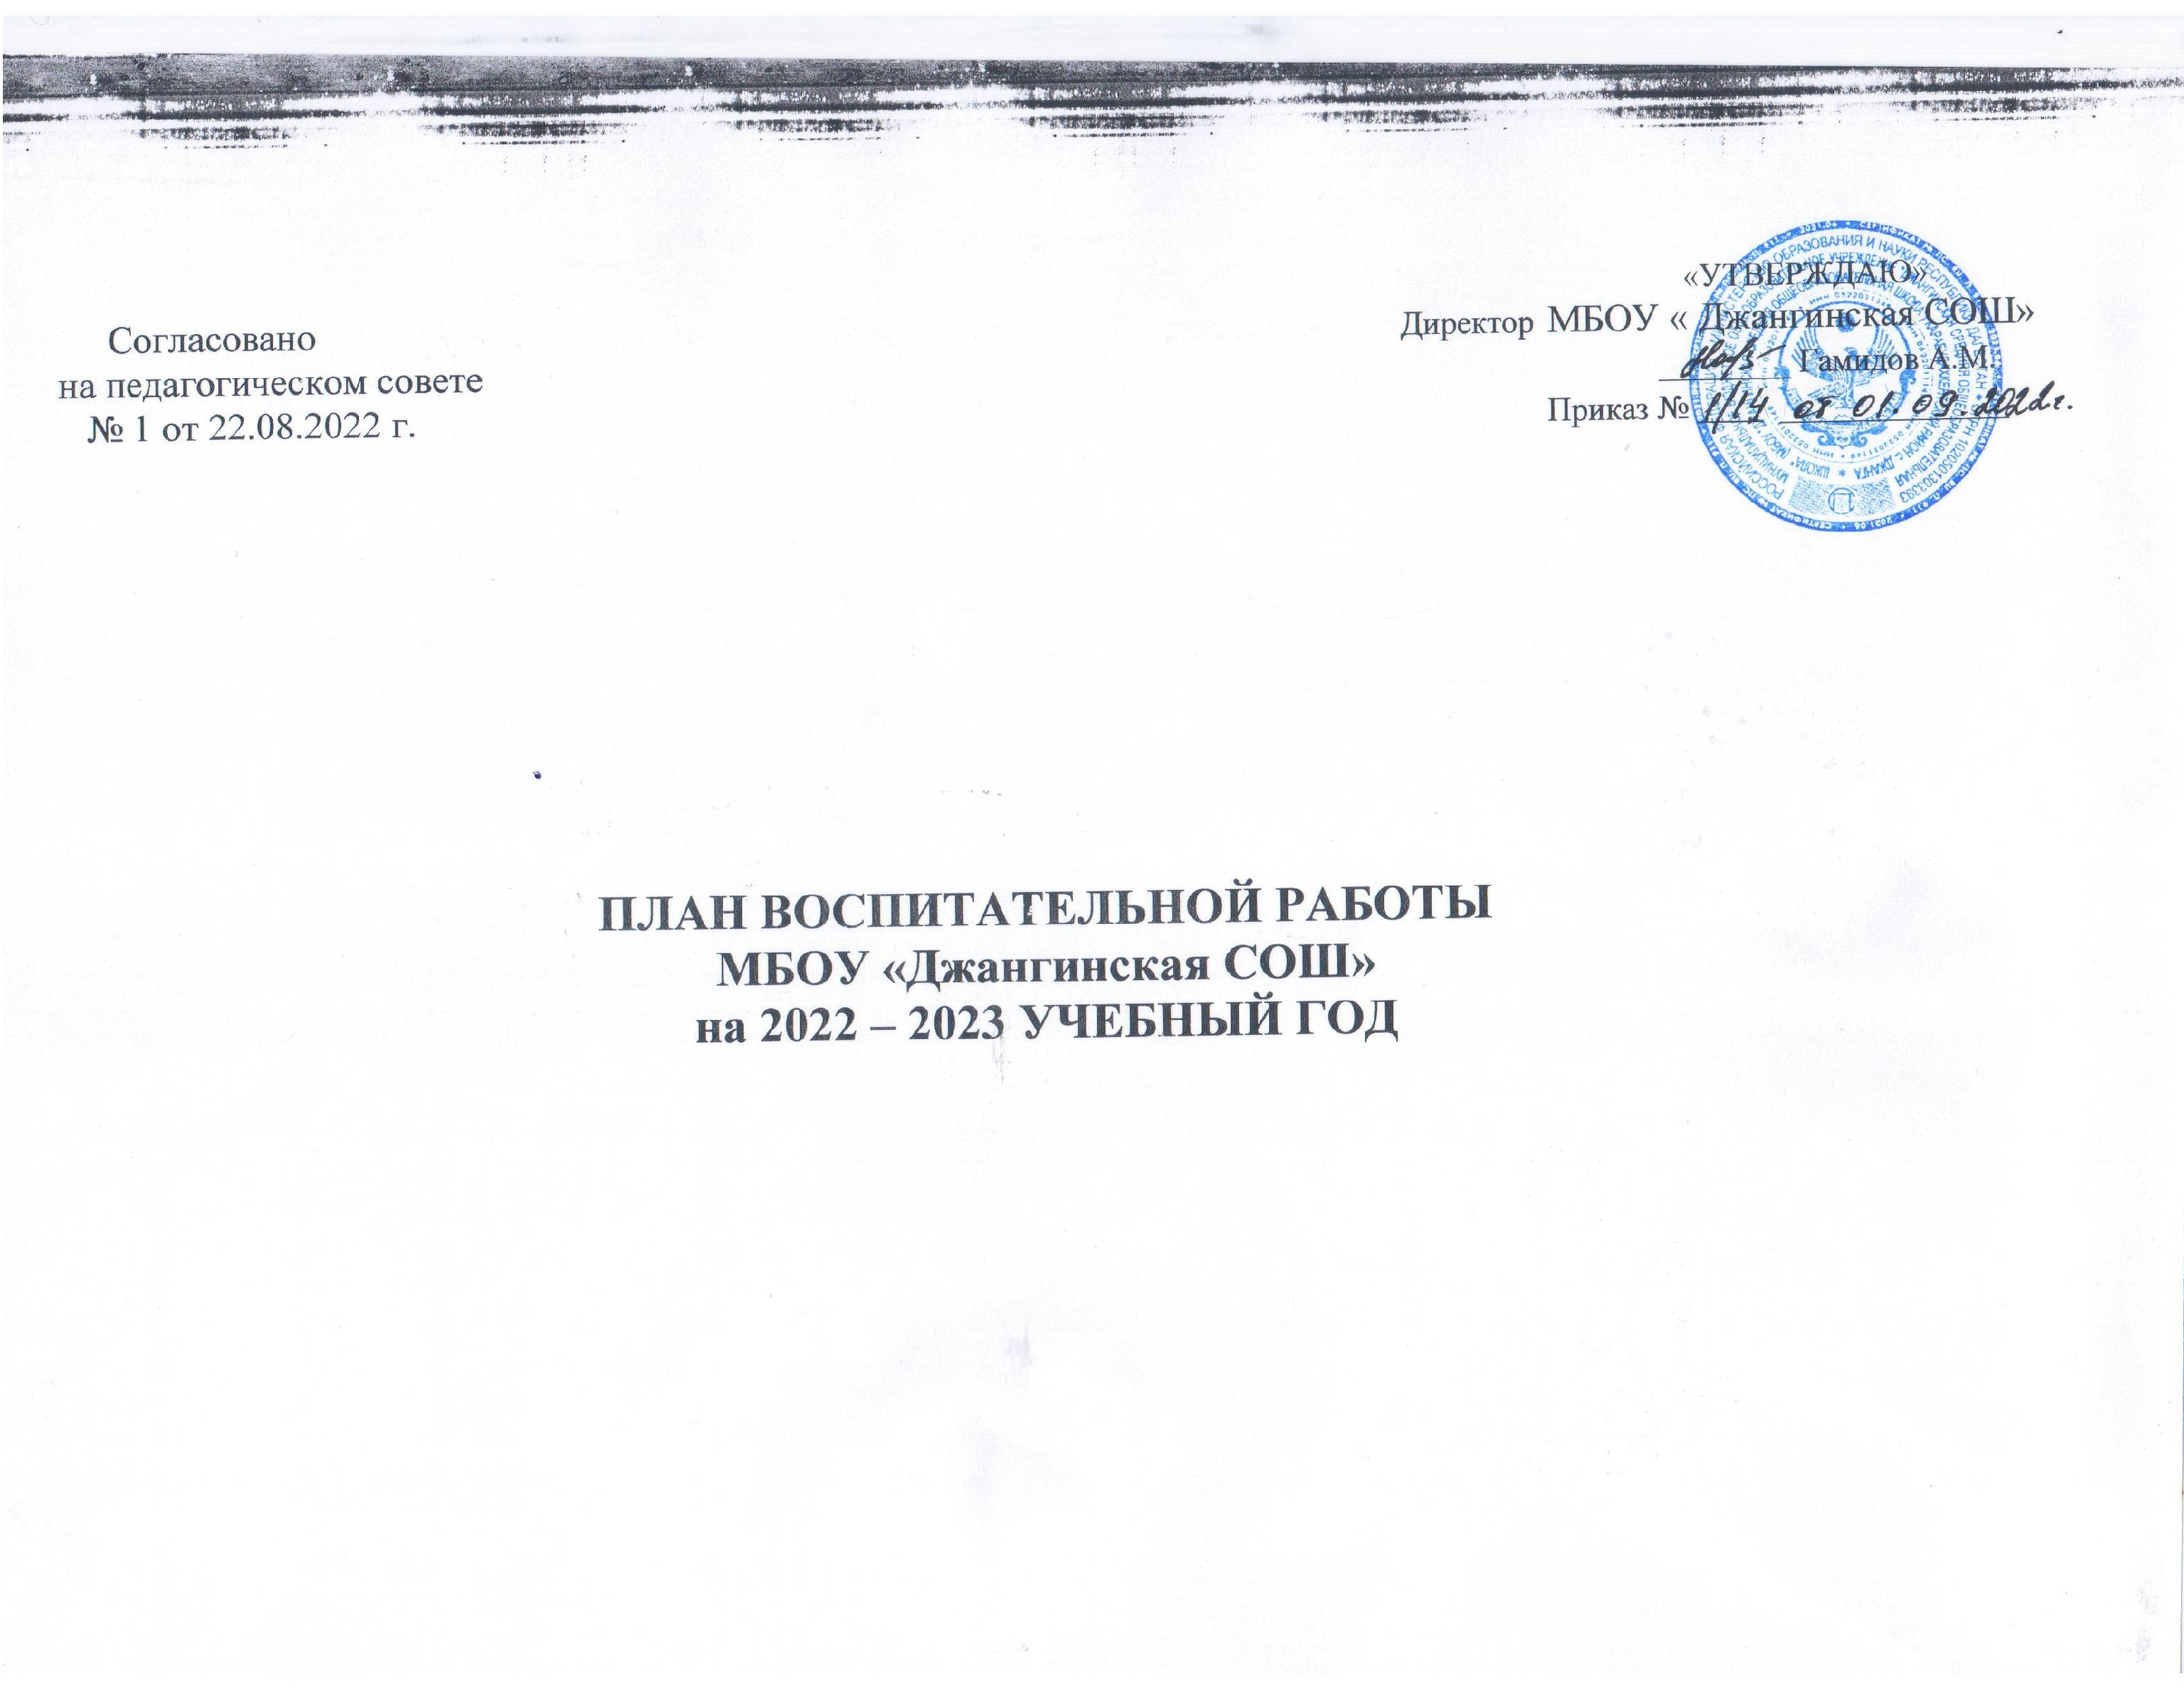 Согласовано
на педагогическом совете
№ 1 от 22.08.2022 г.
«УТВЕРЖДАЮ»
Директор МБОУ « Джангинская СОШ»
Гамидов А.М.
Приказ № 1/14 от 01.09.2022г.
ПЛАН ВОСПИТАТЕЛЬНОЙ РАБОТЫ
МБОУ «Джангинская СОШ»
на 2022 – 2023 УЧЕБНЫЙ ГОД